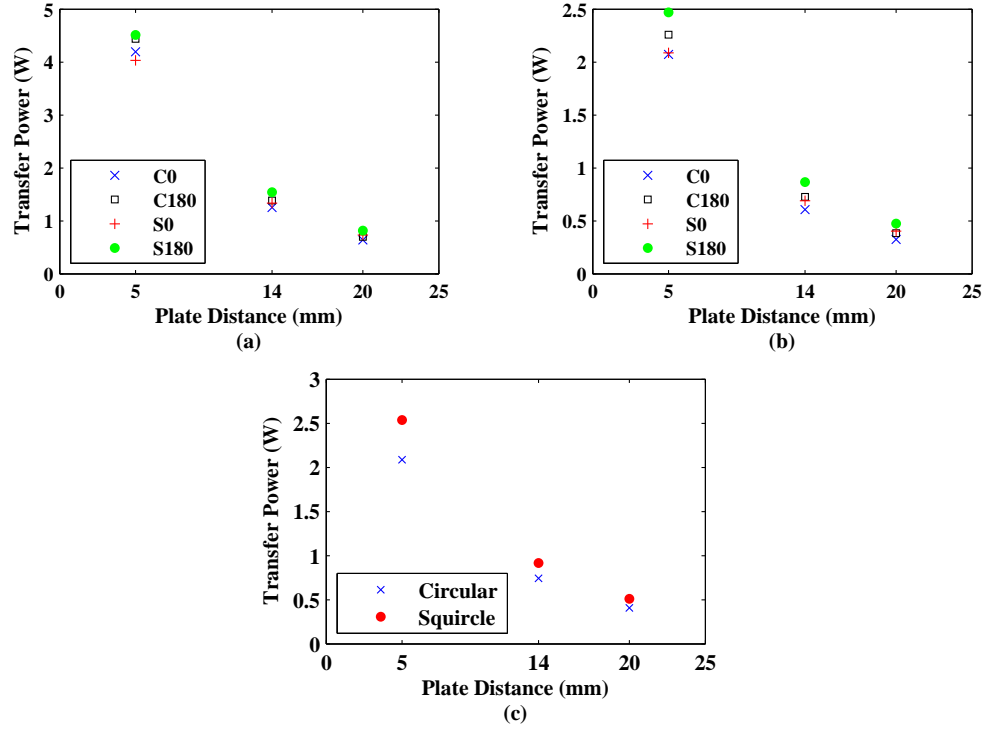 5
4
3
2
1
0
Transfer Power (W)
C0
C180
S0
S180
0
5
14
20
25
Plate Distance (mm)
(a)
2.5
2
1.5
1
0.5
0
Transfer Power (W)
C0
C180
S0
S180
0
5
14
20
25
Plate Distance (mm)
(b)
3
2.5
2
1.5
1
0.5
0
Transfer Power (W)
Circular
Squircle
0
5
14
20
25
Plate Distance (mm)
(c)